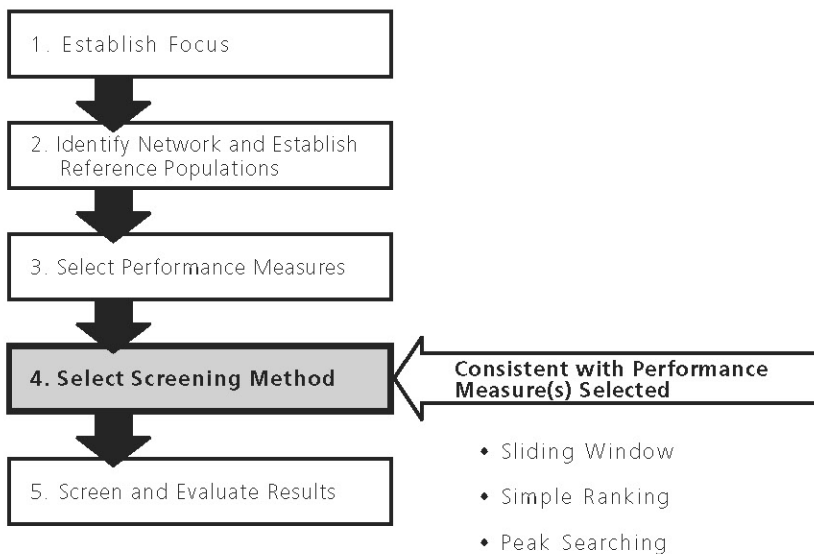 1. Establish Focus
2. Identify Network and Establish
Reference Populations
3. Select Performance Measures
4. Select Screening Method
Consistent with Performance
Measure(s) Selected
• Sliding Window
• Simple Ranking
• Peak Searching
5. Screen and Evaluate Results